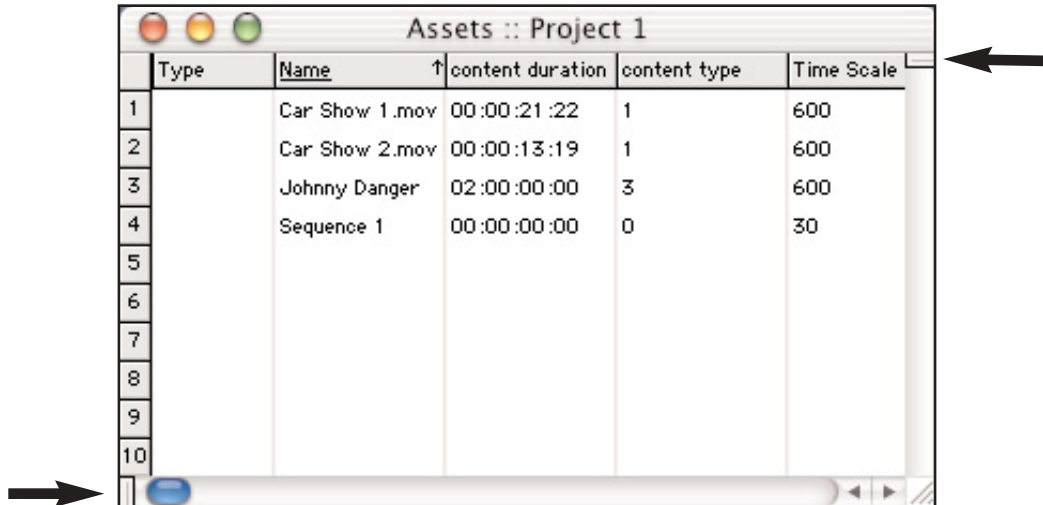 Assets :: Project 1
Type Name ↑ content duration content type Time Scale
1 Car Show 1.mov 00:00:21:22 1 600
2 Car Show 2.mov 00:00:13:19 1 600
3 Johnny Danger 02:00:00:00 3 600
4 Sequence 1 00:00:00:00 0 30
5
6
7
8
9
10